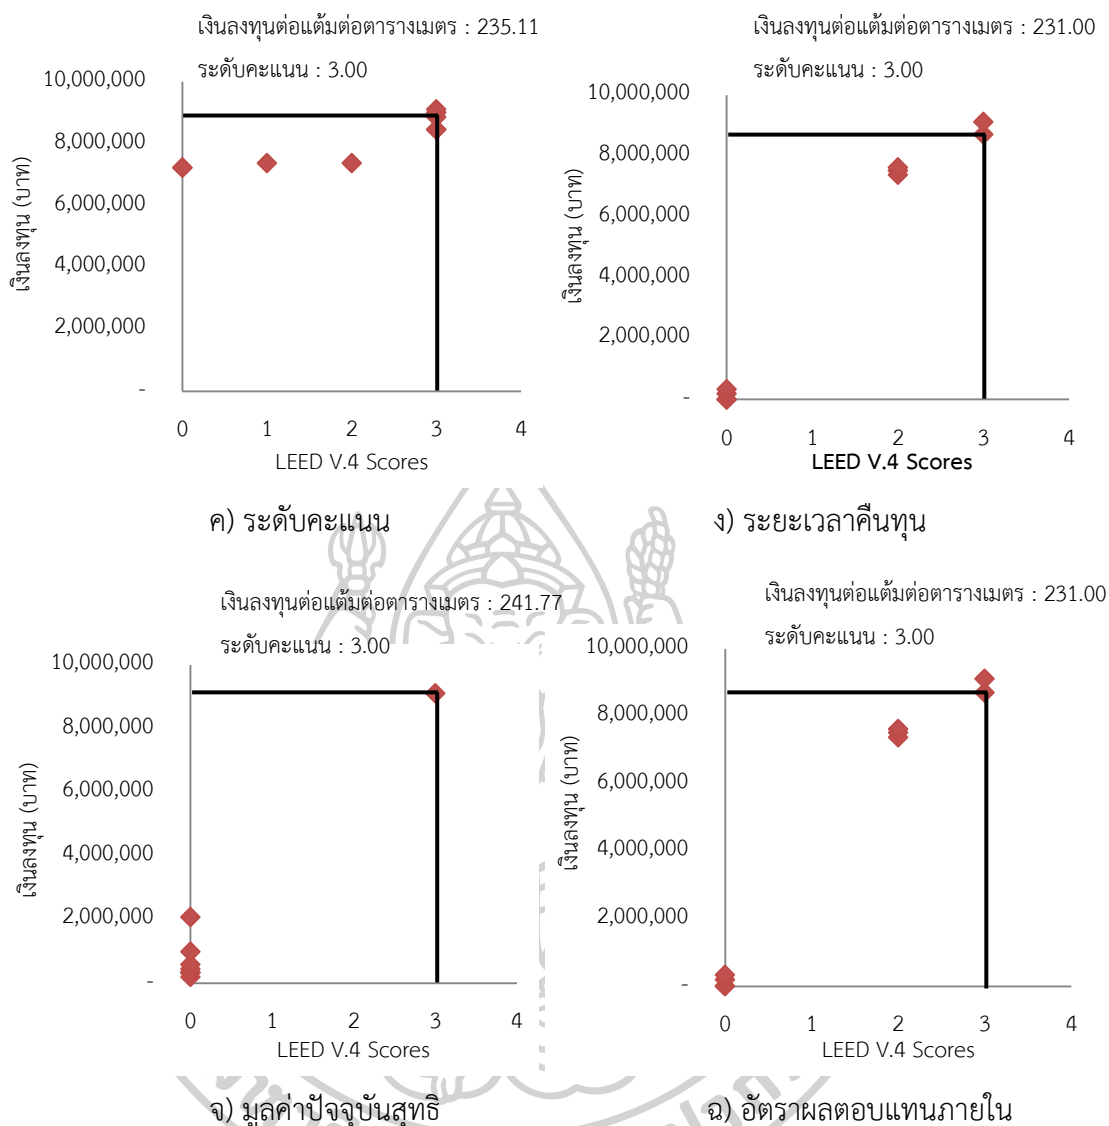 เงินลงทุนต่อแต้มต่อตารางเมตร : 235.11
ระดับคะแนน : 3.00
10,000,000
8,000,000
6,000,000
4,000,000
2,000,000
-
เงินลงทุน (บาท)
0 1 2 3 4
LEED V.4 Scores
ค) ระดับคะแนน
เงินลงทุนต่อแต้มต่อตารางเมตร : 231.00
ระดับคะแนน : 3.00
10,000,000
8,000,000
6,000,000
4,000,000
2,000,000
-
เงินลงทุน (บาท)
0 1 2 3 4
LEED V.4 Scores
ง) ระยะเวลาคืนทุน
เงินลงทุนต่อแต้มต่อตารางเมตร : 241.77
ระดับคะแนน : 3.00
10,000,000
8,000,000
6,000,000
4,000,000
2,000,000
-
เงินลงทุน (บาท)
0 1 2 3 4
LEED V.4 Scores
จ) มูลค่าปัจจุบันสุทธิ
เงินลงทุนต่อแต้มต่อตารางเมตร : 231.00
ระดับคะแนน : 3.00
10,000,000
8,000,000
6,000,000
4,000,000
2,000,000
-
เงินลงทุน (บาท)
0 1 2 3 4
LEED V.4 Scores
ฉ) อัตราผลตอบแทนภายใน